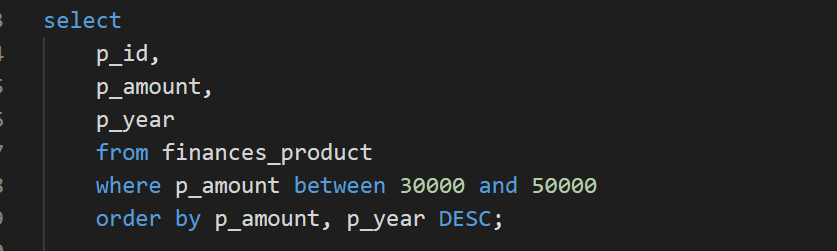 select
p_id,
p_amount,
p_year
from finances_product
where p_amount between 30000 and 50000
order by p_amount, p_year DESC;